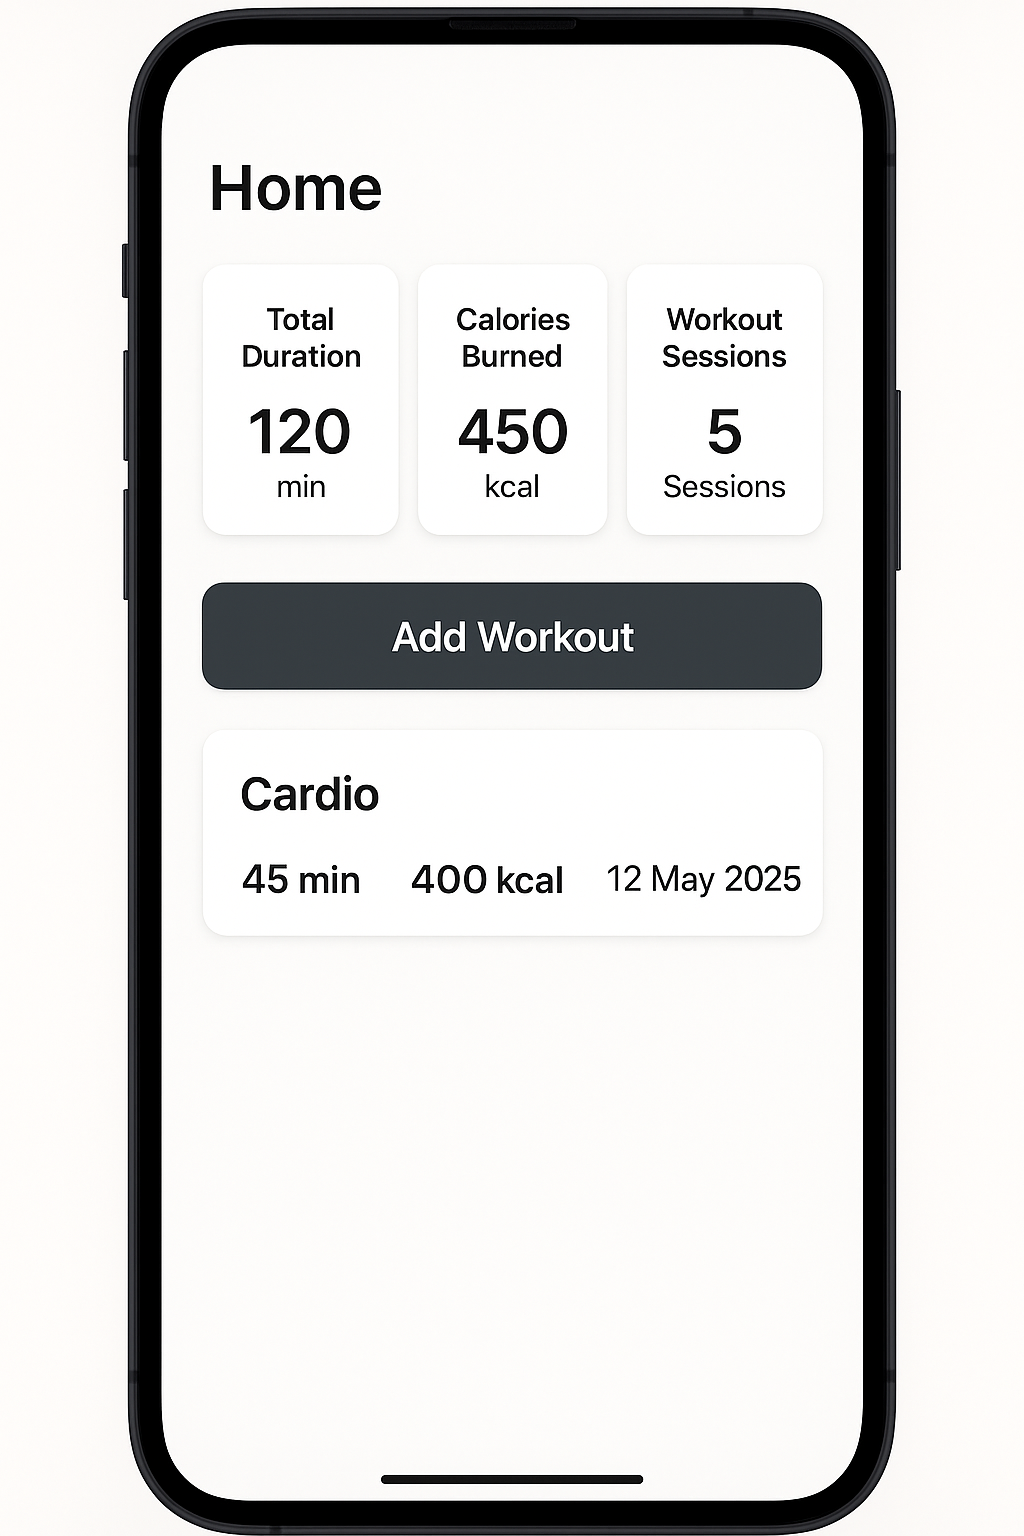 Home
Total
Duration
120
min
Calories
Burned
450
kcal
Workout
Sessions
5
Sessions
Add Workout
Cardio
45 min 400 kcal 12 May 2025